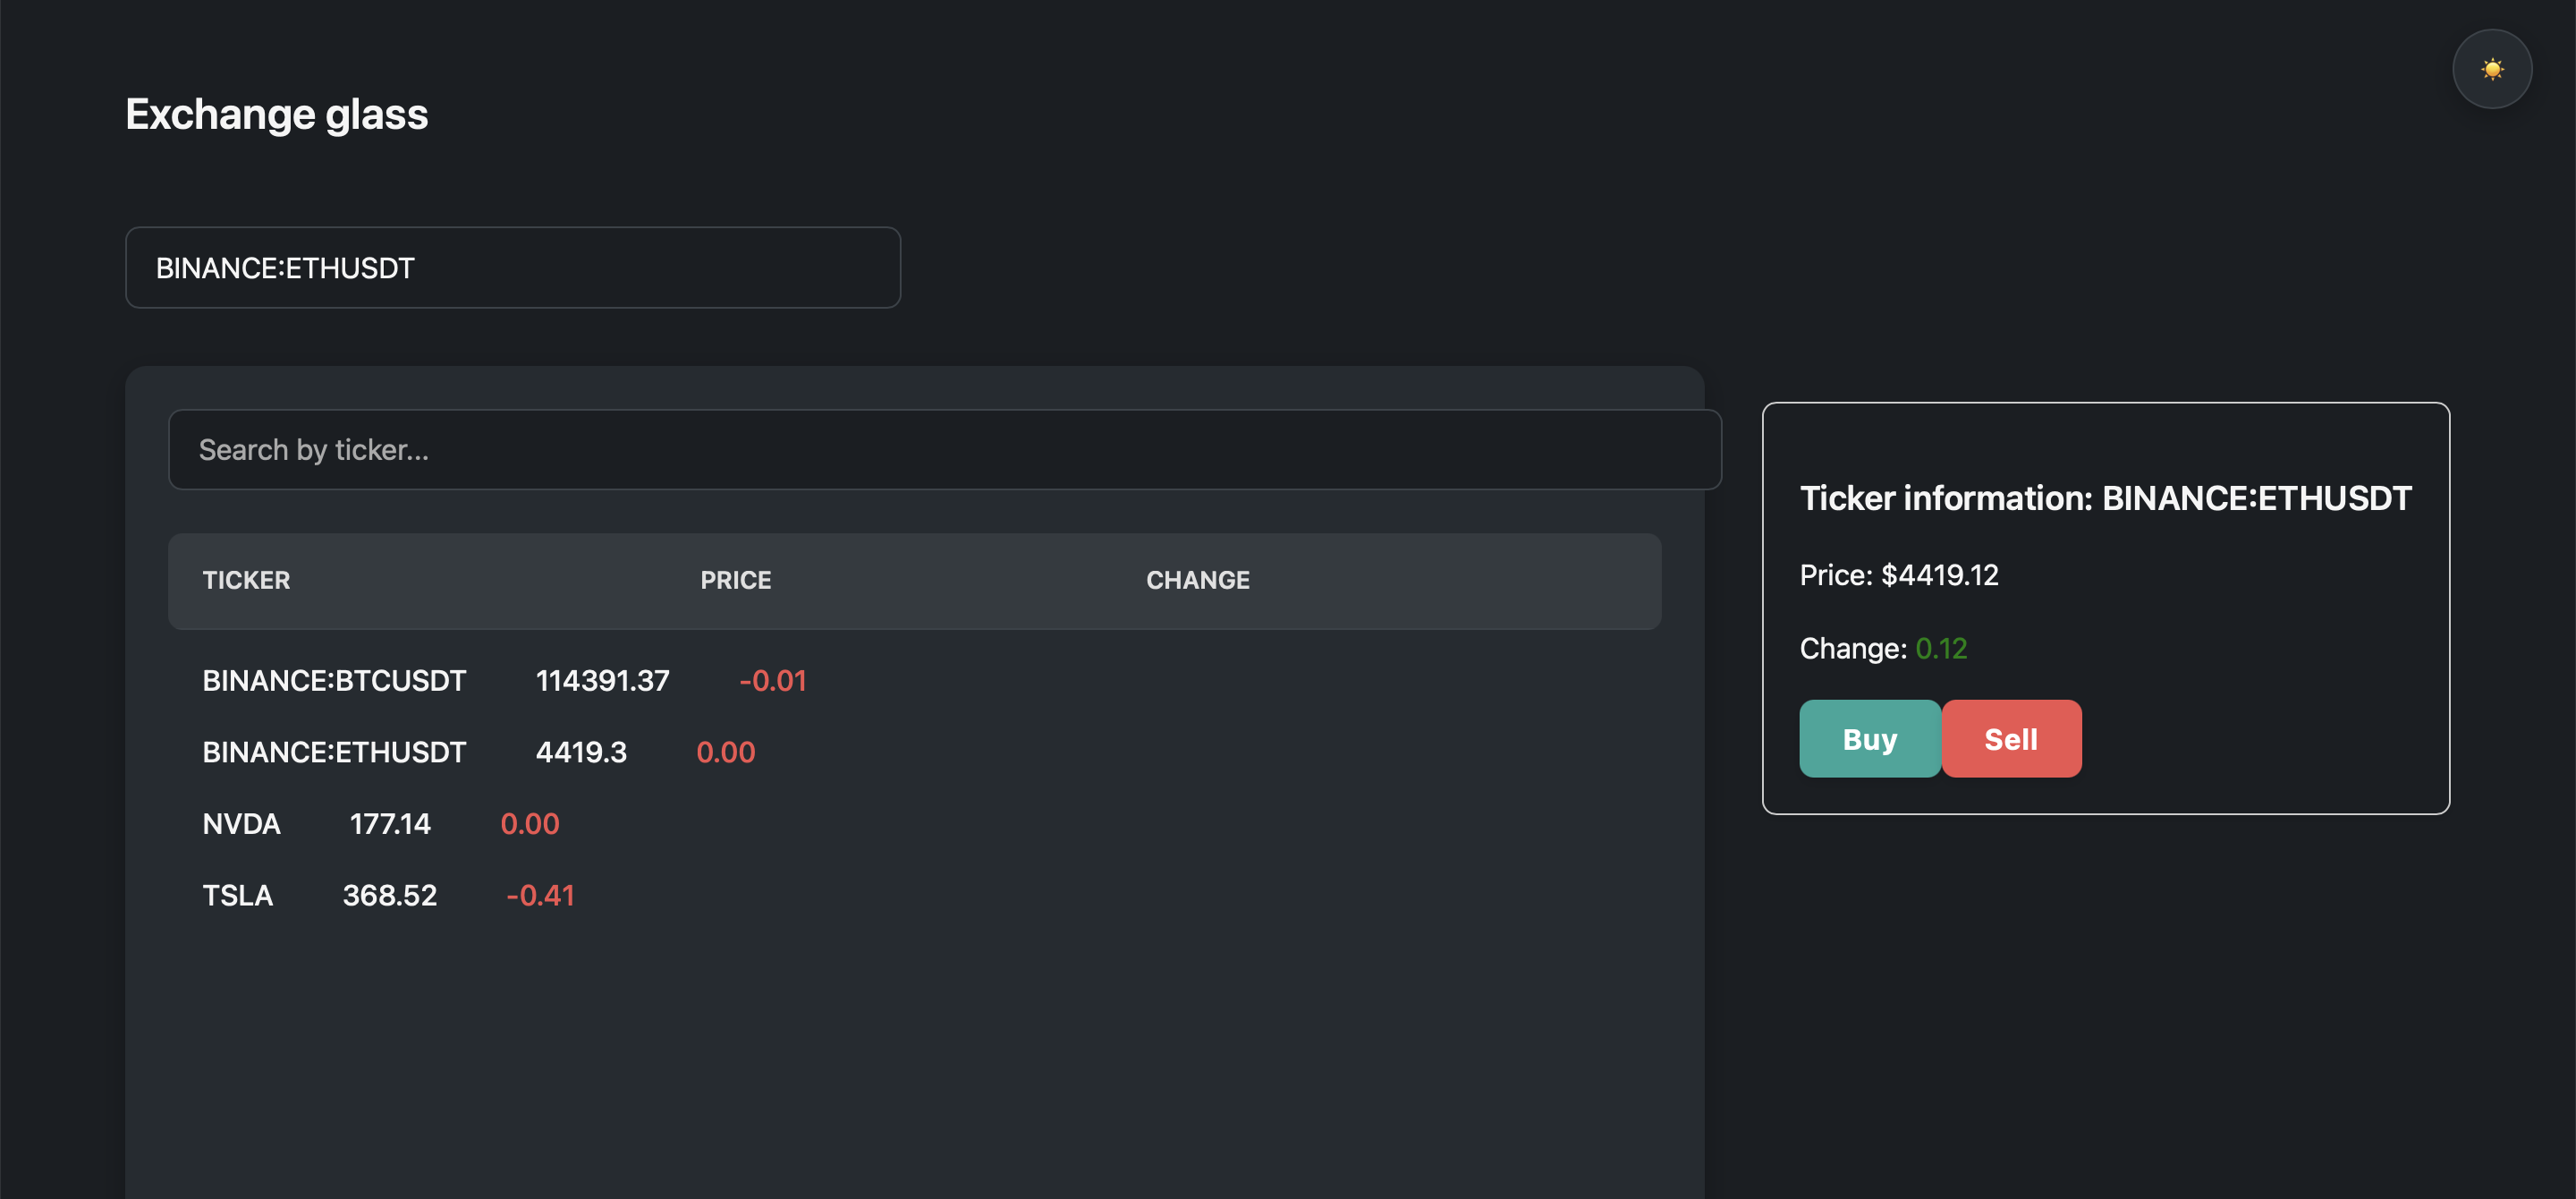 Exchange glass
BINANCE:ETHUSDT
Search by ticker...
TICKER PRICE CHANGE
BINANCE:BTCUSDT 114391.37 -0.01
BINANCE:ETHUSDT 4419.3 0.00
NVDA 177.14 0.00
TSLA 368.52 -0.41
Ticker information: BINANCE:ETHUSDT
Price: $4419.12
Change: 0.12
Buy Sell